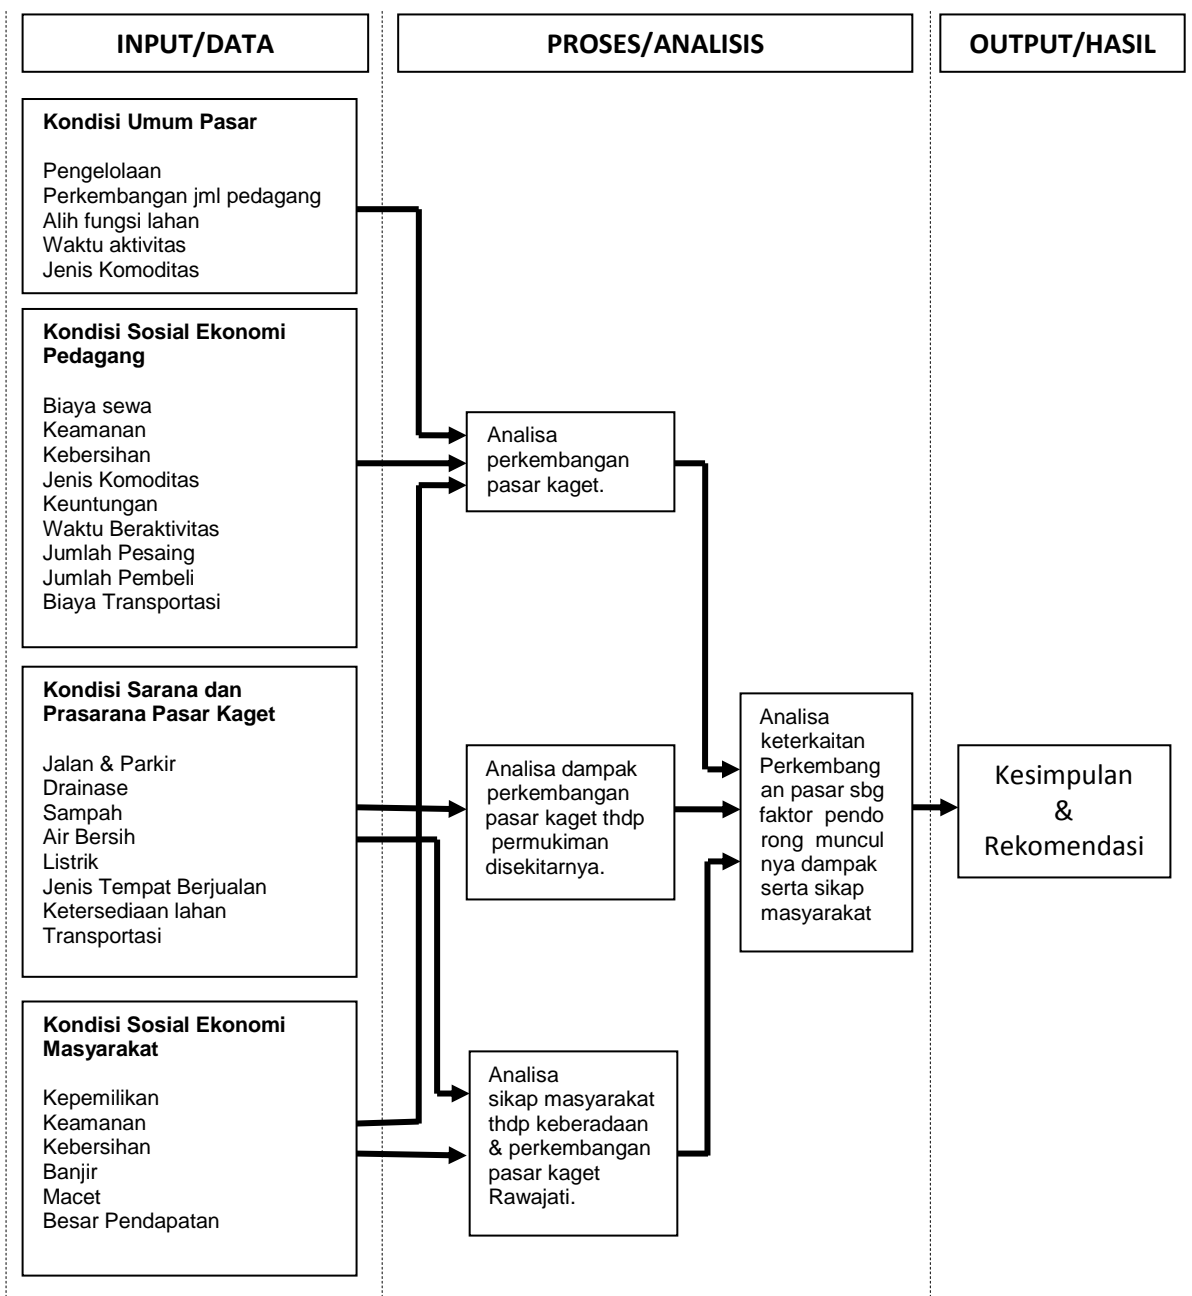 INPUT/DATA
PROSES/ANALISIS
OUTPUT/HASIL
Kondisi Umum Pasar
Pengelolaan
Perkembangan jml pedagang
Alih fungsi lahan
Waktu aktivitas
Jenis Komoditas
Kondisi Sosial Ekonomi
Pedagang
Biaya sewa
Keamanan
Kebersihan
Jenis Komoditas
Keuntungan
Waktu Beraktivitas
Jumlah Pesaing
Jumlah Pembeli
Biaya Transportasi
Kondisi Sarana dan
Prasarana Pasar Kaget
Jalan & Parkir
Drainase
Sampah
Air Bersih
Listrik
Jenis Tempat Berjualan
Ketersediaan lahan
Transportasi
Kondisi Sosial Ekonomi
Masyarakat
Kepemilikan
Keamanan
Kebersihan
Banjir
Macet
Besar Pendapatan
Analisa
perkembangan
pasar kaget.
Analisa dampak
perkembangan
pasar kaget thdp
permukiman
disekitarnya.
Analisa
sikap masyarakat
thdp keberadaan
& perkembangan
pasar kaget
Rawajati.
Analisa
keterkaitan
Perkembang
an pasar sbg
faktor pendo
rong muncul
nya dampak
serta sikap
masyarakat
Kesimpulan
&
Rekomendasi